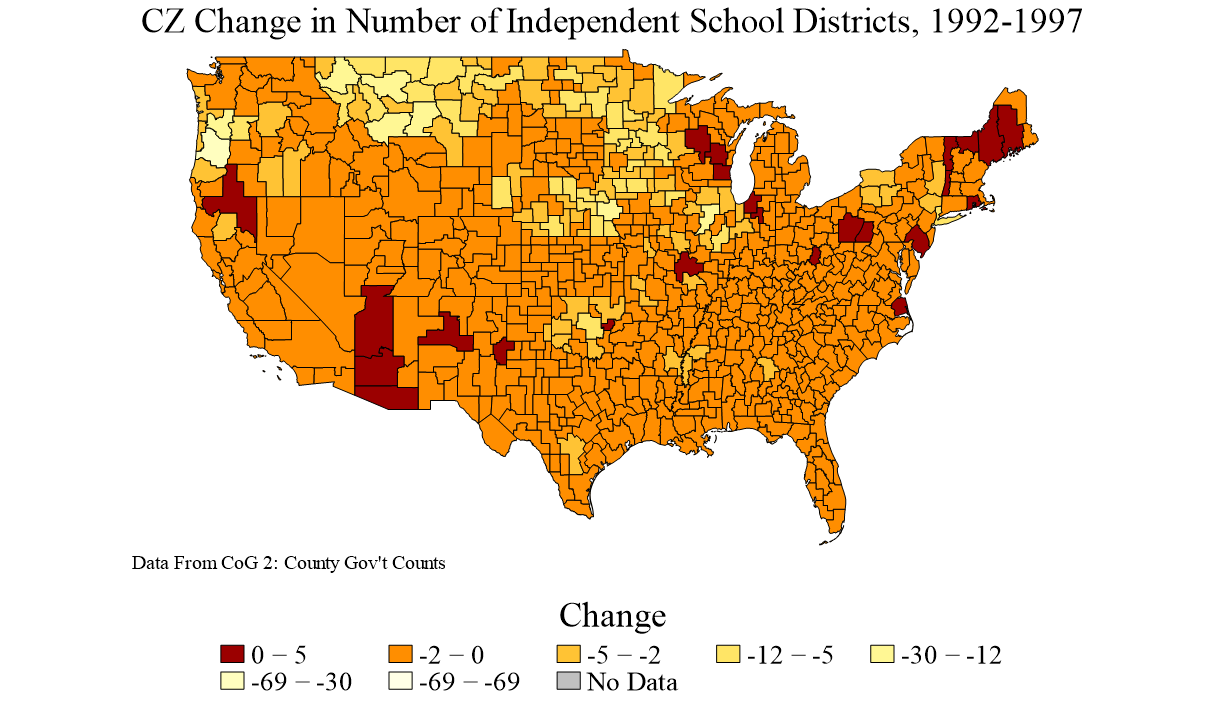 CZ Change in Number of Independent School Districts, 1992-1997
Data From CoG 2: County Gov't Counts
Change
0 − 5 -2 − 0 -5 − -2 -12 − -5 -30 − -12
-69 − -30 -69 − -69 No Data